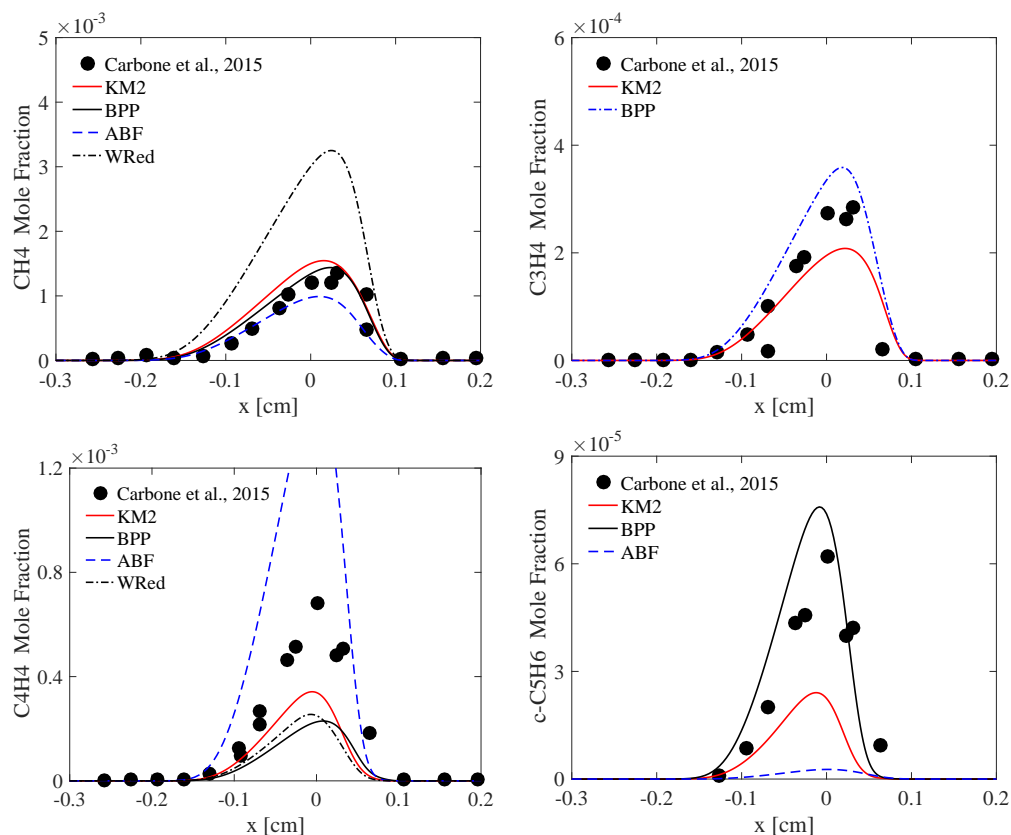 ×10⁻³
5
4
3
2
1
0
CH4 Mole Fraction
Carbone et al., 2015
KM2
BPP
ABF
WRed
-0.3 -0.2 -0.1 0 0.1 0.2
x [cm]
×10⁻⁴
6
4
2
0
C3H4 Mole Fraction
Carbone et al., 2015
KM2
BPP
-0.3 -0.2 -0.1 0 0.1 0.2
x [cm]
×10⁻³
1.2
0.8
0.4
0
C4H4 Mole Fraction
Carbone et al., 2015
KM2
BPP
ABF
WRed
-0.3 -0.2 -0.1 0 0.1 0.2
x [cm]
×10⁻⁵
9
6
3
0
c-C5H6 Mole Fraction
Carbone et al., 2015
KM2
BPP
ABF
-0.3 -0.2 -0.1 0 0.1 0.2
x [cm]